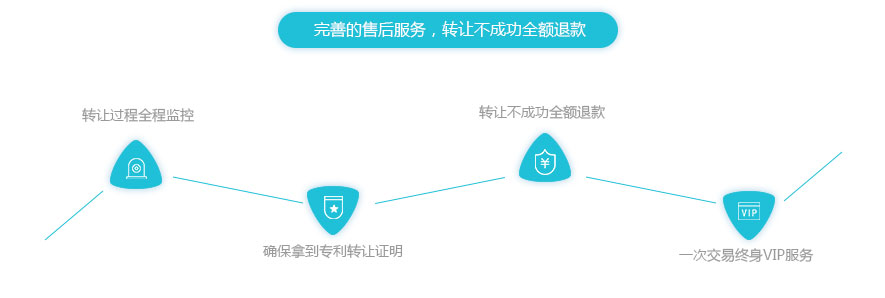 完善的售后服务，转让不成功全额退款
转让过程全程监控
转让不成功全额退款
¥
VIP
确保拿到专利转让证明
一次交易终身VIP服务